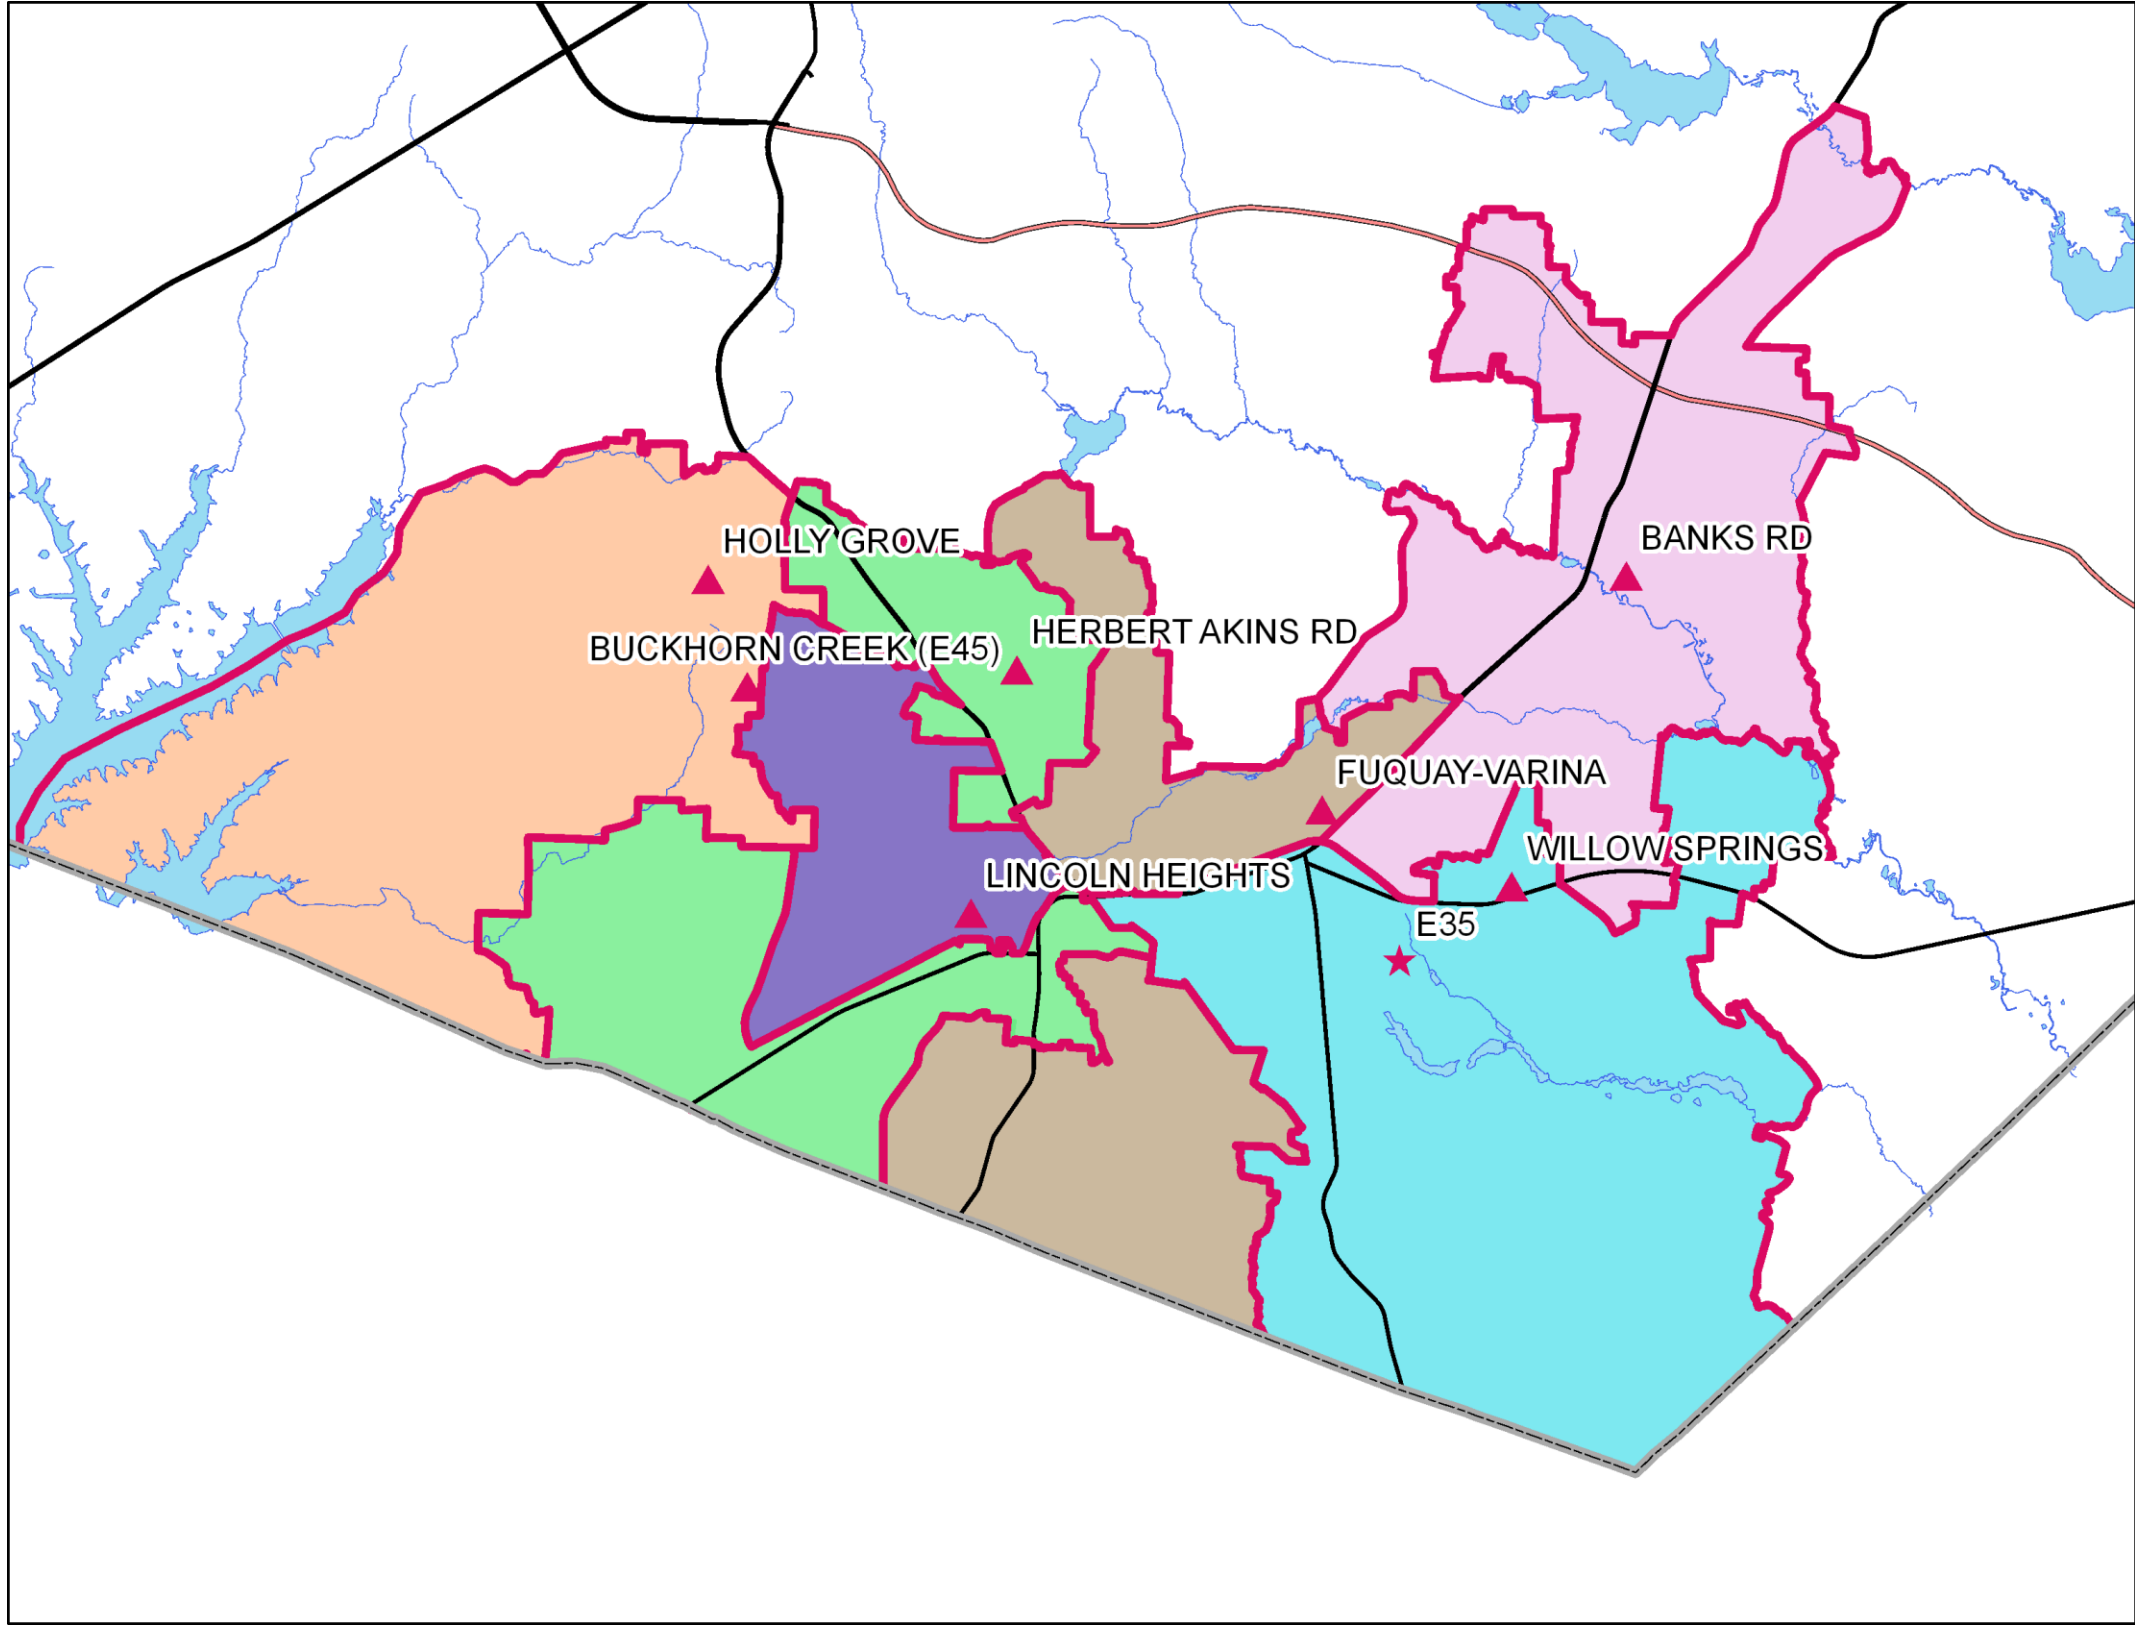 HOLLY GROVE
BANKS RD
HERBERT AKINS RD
BUCKHORN CREEK (E45)
FUQUAY-VARINA
WILLOW SPRINGS
LINCOLN HEIGHTS
E35